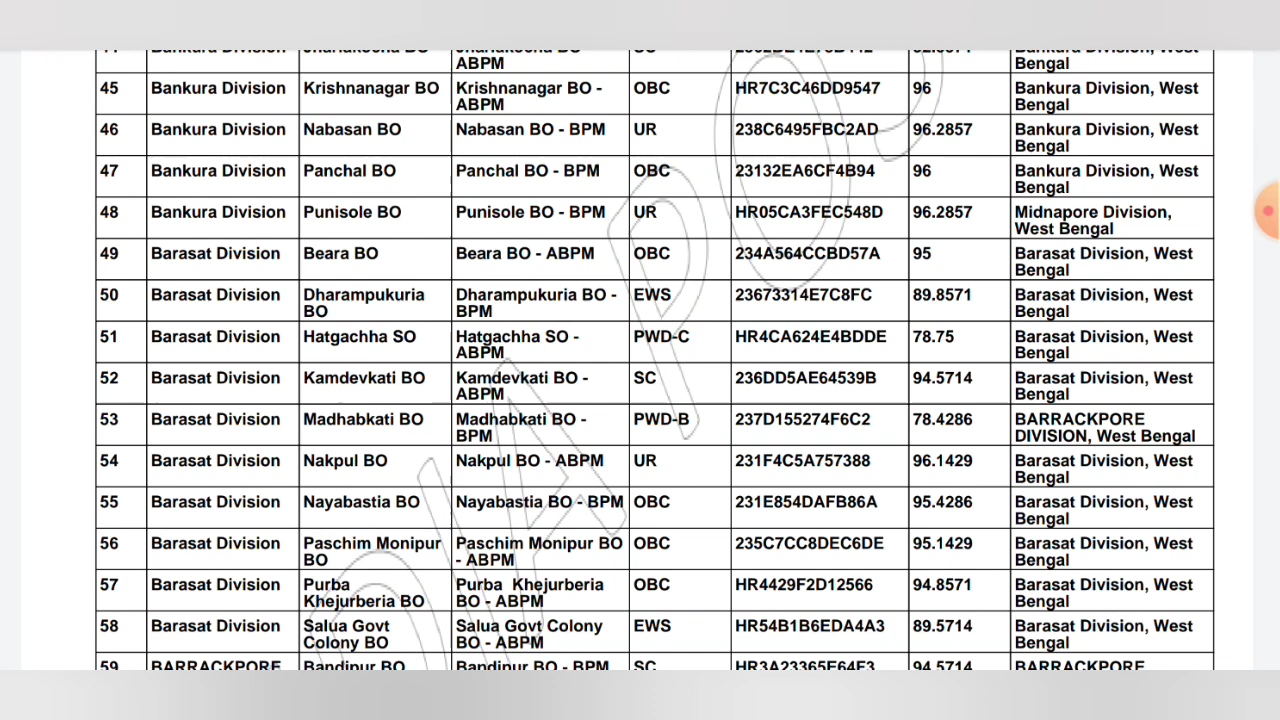 ABPM Bengal
45 Bankura Division Krishnanagar BO Krishnanagar BO - OBC HR7C3C46DD9547 96 Bankura Division, West
ABPM Bengal
46 Bankura Division Nabasan BO Nabasan BO - BPM UR 238C6495FBC2AD 96.2857 Bankura Division, West
Bengal
47 Bankura Division Panchal BO Panchal BO - BPM OBC 23132EA6CF4B94 96 Bankura Division, West
Bengal
48 Bankura Division Punisole BO Punisole BO - BPM UR HR05CA3FEC548D 96.2857 Midnapore Division,
West Bengal
49 Barasat Division Beara BO Beara BO - ABPM OBC 234A564CCBD57A 95 Barasat Division, West
Bengal
50 Barasat Division Dharampukuria Dharampukuria BO - EWS 23673314E7C8FC 89.8571 Barasat Division, West
BO BPM Bengal
51 Barasat Division Hatgachha SO Hatgachha SO - PWD-C HR4CA624E4BDDE 78.75 Barasat Division, West
ABPM Bengal
52 Barasat Division Kamdevkati BO Kamdevkati BO - SC 236DD5AE64539B 94.5714 Barasat Division, West
ABPM Bengal
53 Barasat Division Madhabkati BO Madhabkati BO - PWD-B 237D155274F6C2 78.4286 BARRACKPORE
BPM DIVISION, West Bengal
54 Barasat Division Nakpul BO Nakpul BO - ABPM UR 231F4C5A757388 96.1429 Barasat Division, West
Bengal
55 Barasat Division Nayabastia BO Nayabastia BO - BPM OBC 231E854DAFB86A 95.4286 Barasat Division, West
Bengal
56 Barasat Division Paschim Monipur Paschim Monipur BO OBC 235C7CC8DEC6DE 95.1429 Barasat Division, West
BO - ABPM Bengal
57 Barasat Division Purba Purba Khejurberia OBC HR4429F2D12566 94.8571 Barasat Division, West
Khejurberia BO BO - ABPM Bengal
58 Barasat Division Salua Govt Salua Govt Colony EWS HR54B1B6EDA4A3 89.5714 Barasat Division, West
Colony BO BO - ABPM Bengal
59 BARRACKPORE Bandipur BO Bandipur BO - BPM SC 94.5714 BARRACKPORE